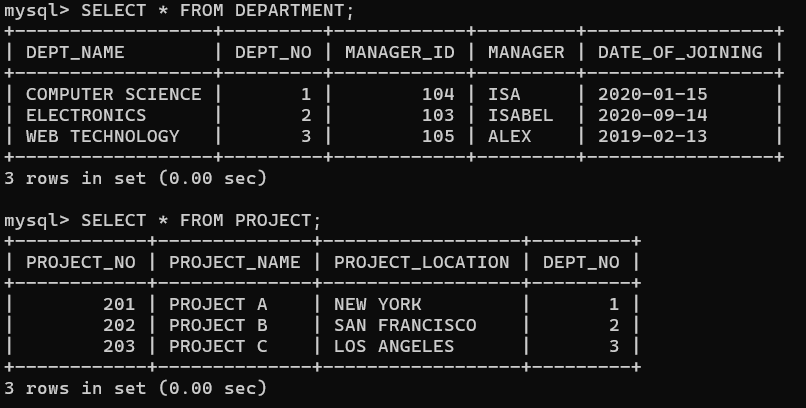 mysql> SELECT * FROM DEPARTMENT;
+------------------+---------+------------+---------+-----------------+
| DEPT_NAME        | DEPT_NO | MANAGER_ID | MANAGER | DATE_OF_JOINING |
+------------------+---------+------------+---------+-----------------+
| COMPUTER SCIENCE |       1 |        104 | ISA     | 2020-01-15      |
| ELECTRONICS      |       2 |        103 | ISABEL  | 2020-09-14      |
| WEB TECHNOLOGY   |       3 |        105 | ALEX    | 2019-02-13      |
+------------------+---------+------------+---------+-----------------+
3 rows in set (0.00 sec)

mysql> SELECT * FROM PROJECT;
+------------+--------------+------------------+---------+
| PROJECT_NO | PROJECT_NAME | PROJECT_LOCATION | DEPT_NO |
+------------+--------------+------------------+---------+
|        201 | PROJECT A    | NEW YORK         |       1 |
|        202 | PROJECT B    | SAN FRANCISCO    |       2 |
|        203 | PROJECT C    | LOS ANGELES      |       3 |
+------------+--------------+------------------+---------+
3 rows in set (0.00 sec)